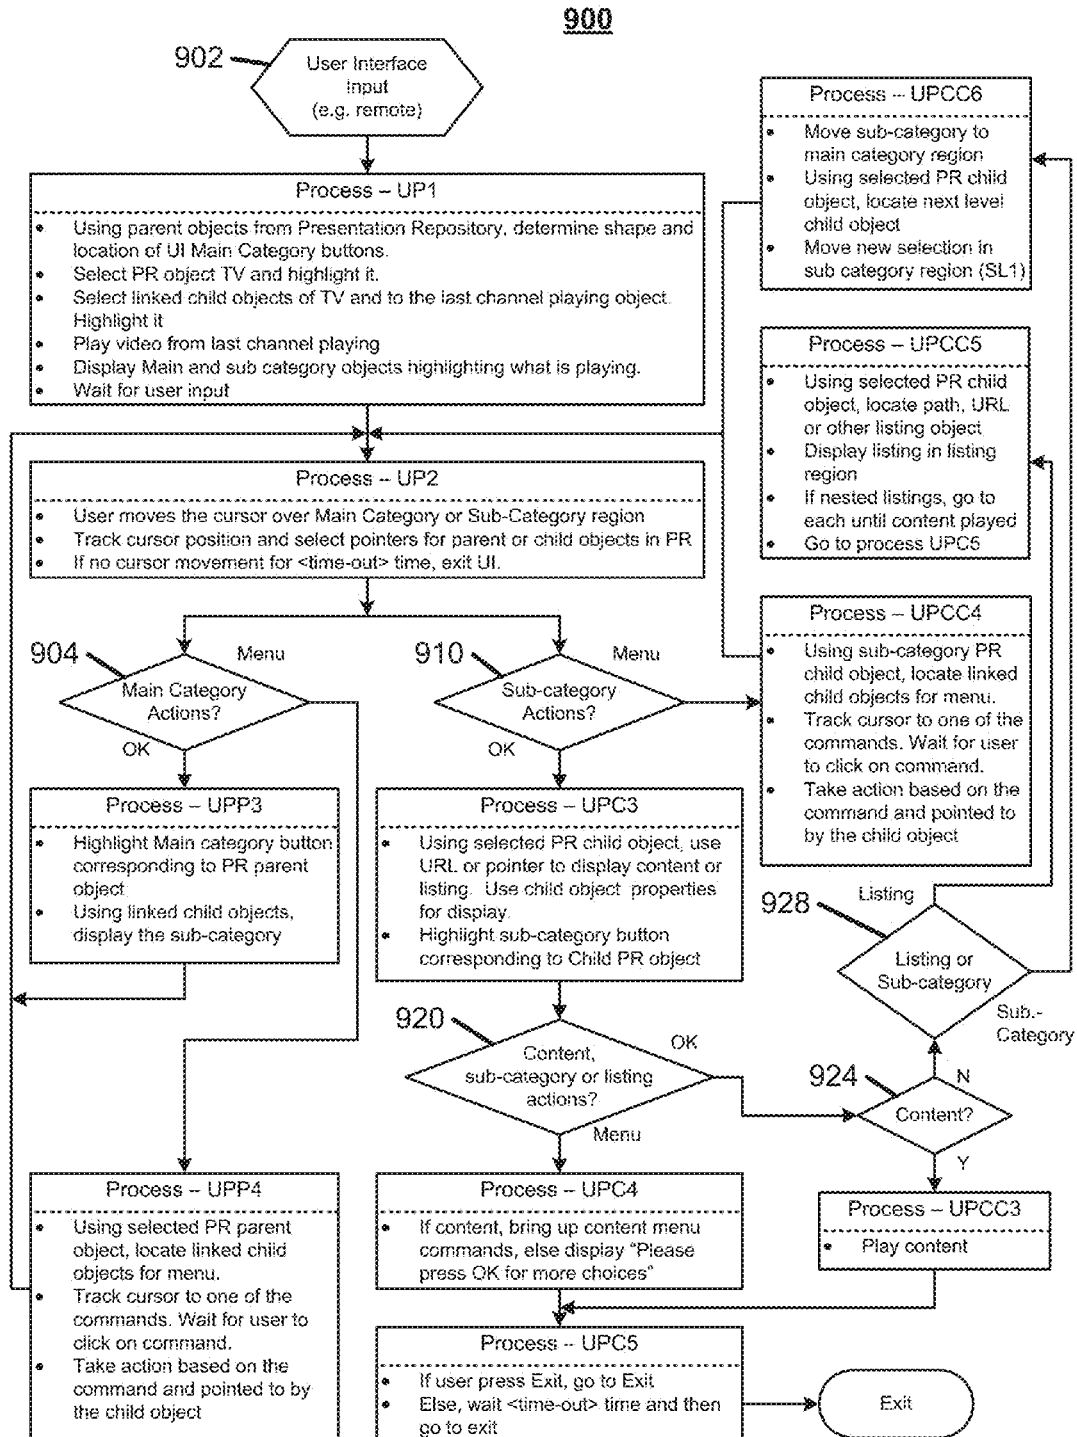 900
902
User Interface
Input
(e.g. remote)
Process – UP1
• Using parent objects from Presentation Repository, determine shape and
location of UI Main Category buttons.
• Select PR object TV and highlight it.
• Select linked child objects of TV and to the last channel playing object.
Highlight it
• Play video from last channel playing
• Display Main and sub category objects highlighting what is playing.
• Wait for user input
Process – UP2
• User moves the cursor over Main Category or Sub-Category region
• Track cursor position and select pointers for parent or child objects in PR
• If no cursor movement for <time-out> time, exit UI.
904
Menu
Main Category
Actions?
OK
910
Menu
Sub-category
Actions?
OK
Process – UPP3
• Highlight Main category button
corresponding to PR parent
object
• Using linked child objects,
display the sub-category
Process – UPC3
• Using selected PR child object, use
URL or pointer to display content or
listing. Use child object properties
for display.
• Highlight sub-category button
corresponding to Child PR object
920
OK
Content,
sub-category or listing
actions?
Menu
Process – UPP4
• Using selected PR parent
object, locate linked child
objects for menu.
• Track cursor to one of the
commands. Wait for user to
click on command.
• Take action based on the
command and pointed to by
the child object
Process – UPC4
• If content, bring up content menu
commands, else display "Please
press OK for more choices"
Process – UPC5
• If user press Exit, go to Exit
• Else, wait <time-out> time and then
go to exit
Process – UPCC6
• Move sub-category to
main category region
• Using selected PR child
object, locate next level
child object
• Move new selection in
sub category region (SL1)
Process – UPCC5
• Using selected PR child
object, locate path, URL
or other listing object
• Display listing in listing
region
• If nested listings, go to
each until content played
• Go to process UPC5
Process – UPCC4
• Using sub-category PR
child object, locate linked
child objects for menu.
• Track cursor to one of the
commands. Wait for user
to click on command.
• Take action based on the
command and pointed to
by the child object
928
Listing
Listing or
Sub-category
Sub.-
Category
924
N
Content?
Y
Process – UPCC3
• Play content
Exit